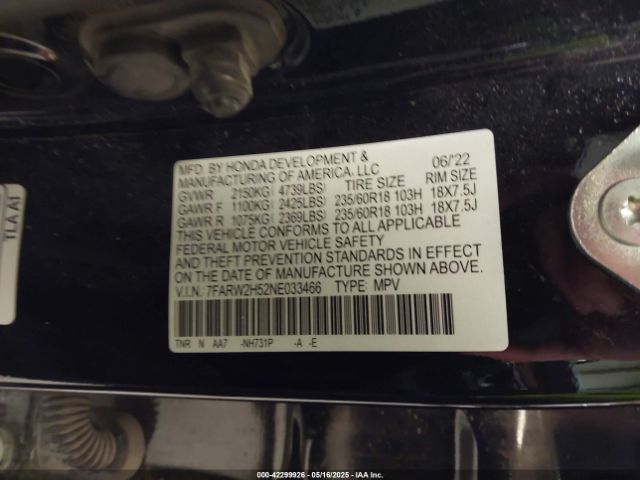 TLA A1
MFD. BY HONDA DEVELOPMENT &
MANUFACTURING OF AMERICA, LLC 06/'22
GVWR 2150KG ( 4739LBS) TIRE SIZE RIM SIZE
GAWR F 1100KG ( 2425LBS) 235/60R18 103H 18X7.5J
GAWR R 1075KG ( 2369LBS) 235/60R18 103H 18X7.5J
THIS VEHICLE CONFORMS TO ALL APPLICABLE
FEDERAL MOTOR VEHICLE SAFETY
AND THEFT PREVENTION STANDARDS IN EFFECT
ON THE DATE OF MANUFACTURE SHOWN ABOVE.
V.I.N.: 7FARW2H52NE033466 TYPE: MPV
TNR N AA7 -NH731P -A -E
000-42299926 - 05/16/2025 - IAA Inc.